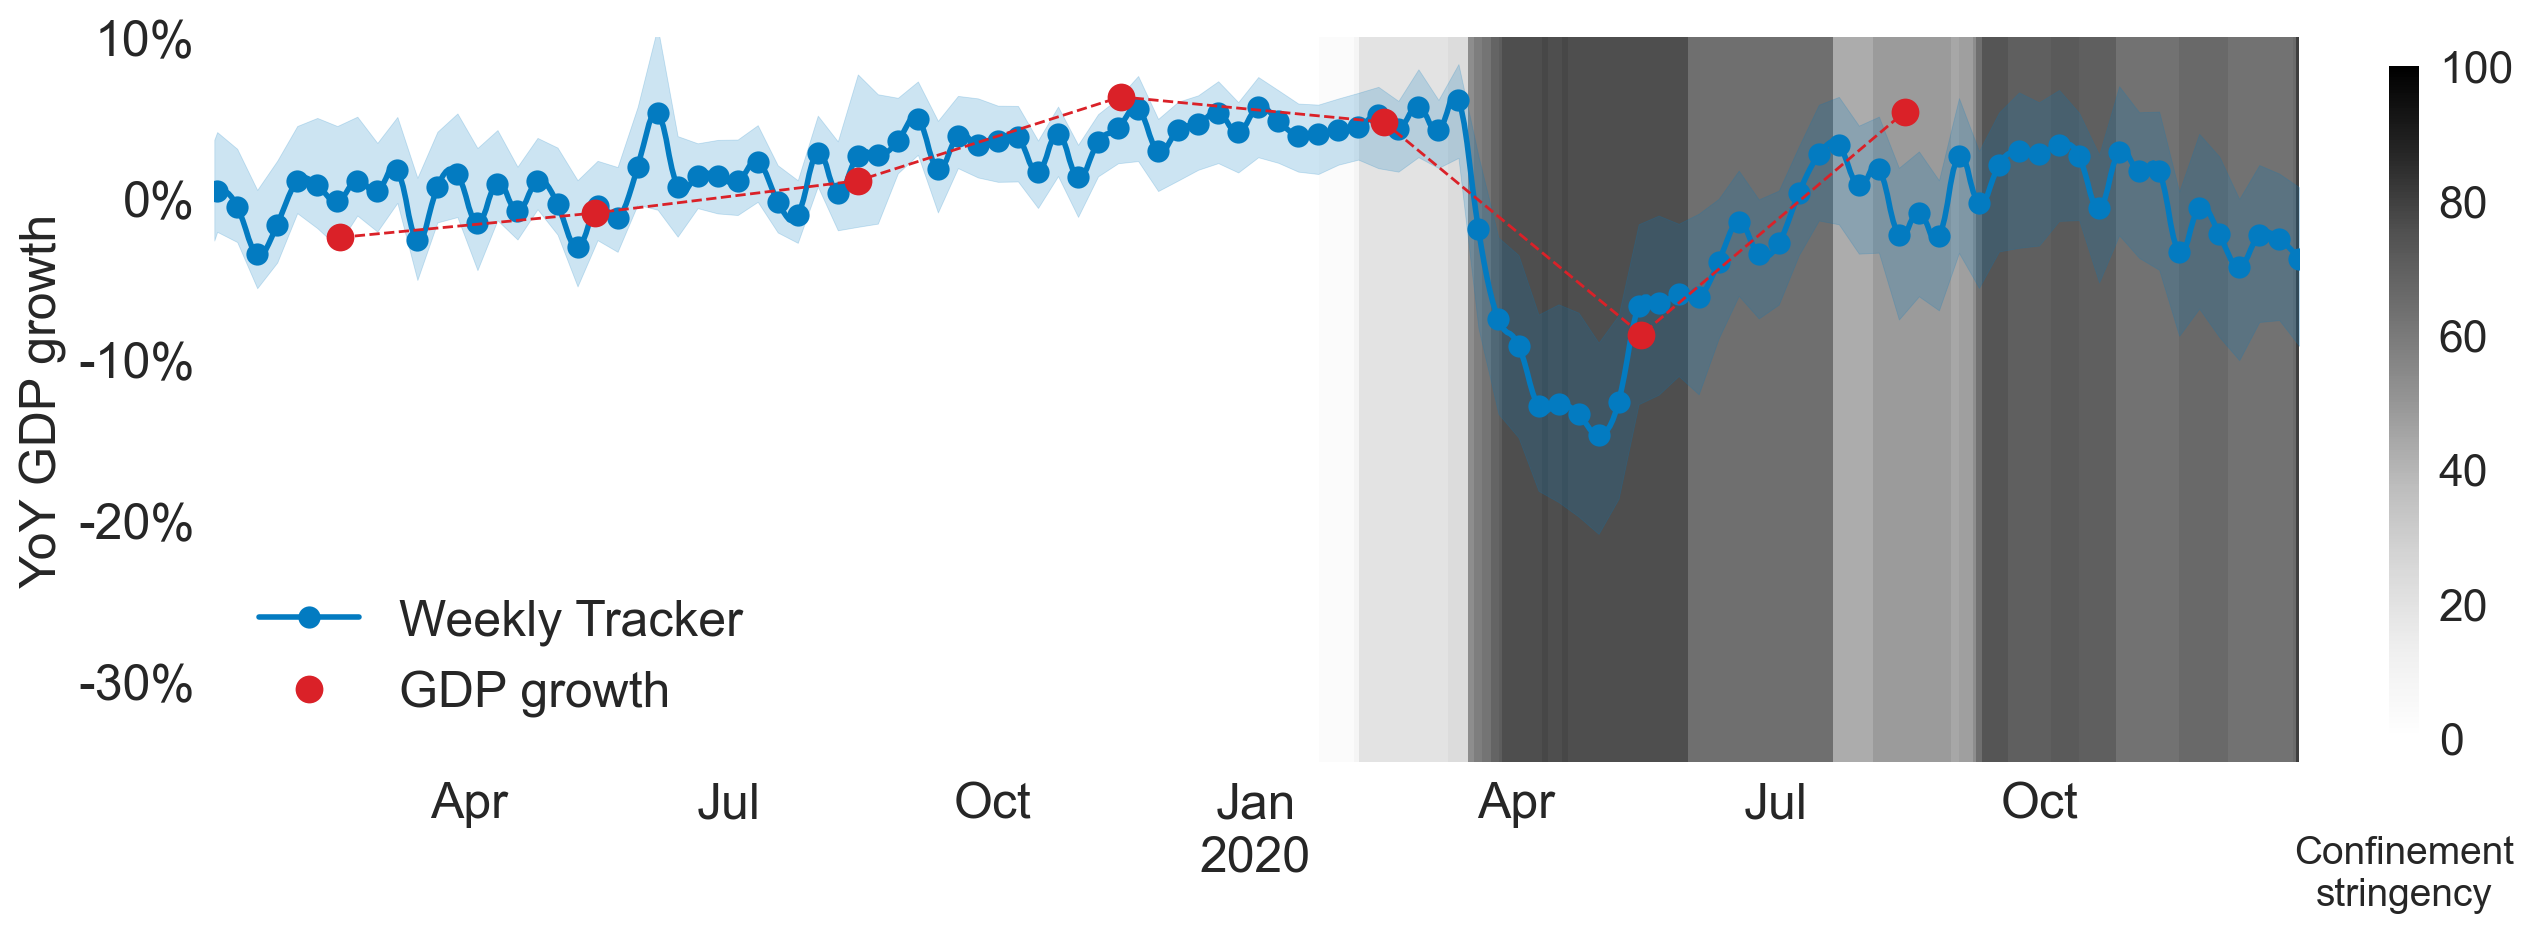 10%
0%
-10%
-20%
-30%
YoY GDP growth
Weekly Tracker
GDP growth
Apr
Jul
Oct
Jan
2020
Apr
Jul
Oct
100
80
60
40
20
0
Confinement
stringency